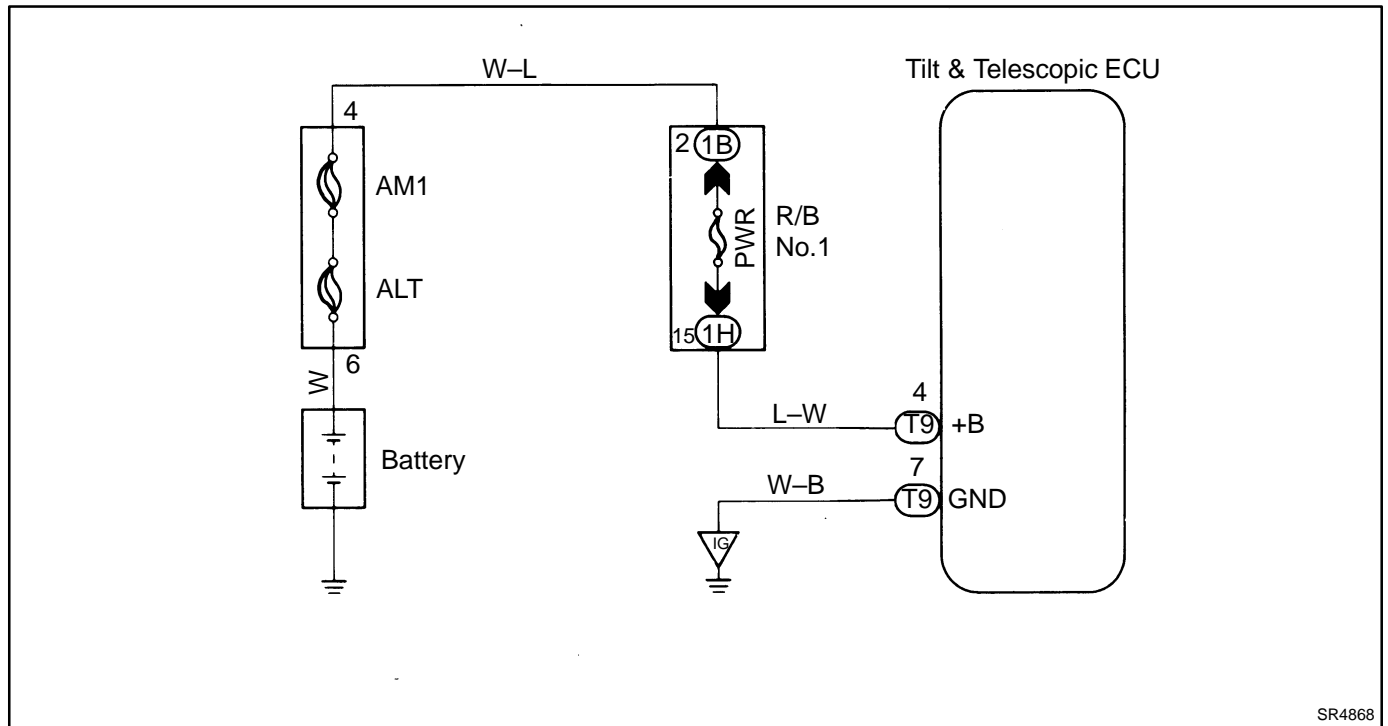 W–L
Tilt & Telescopic ECU
4
2 1B
AM1
PWR
R/B
No.1
ALT
15 1H
6
W
4
L–W
T9 +B
Battery
7
W–B
T9 GND
IG
SR4868